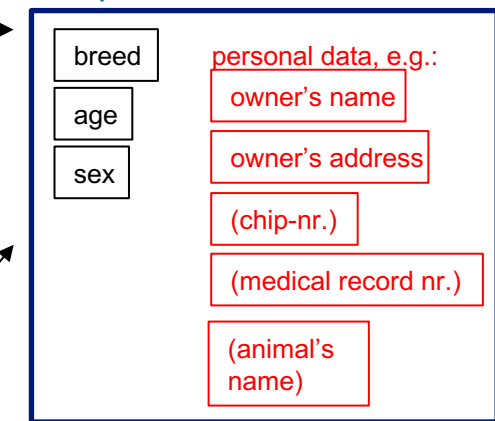 breed
age
sex
personal data, e.g.:
owner’s name
owner’s address
(chip-nr.)
(medical record nr.)
(animal’s
name)